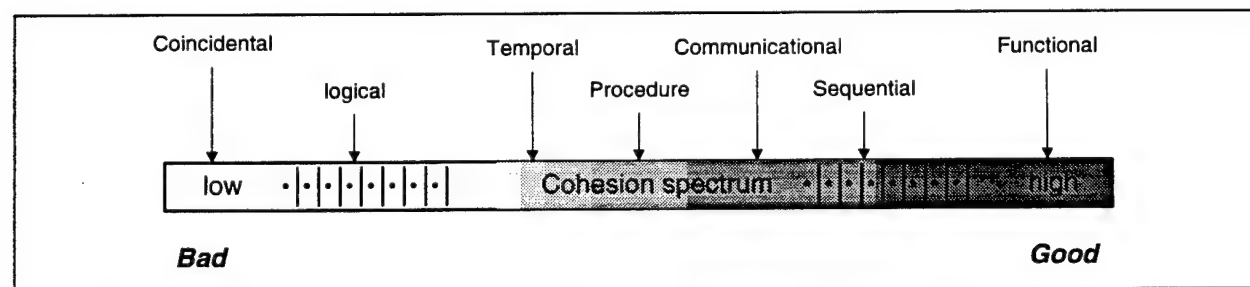 Coincidental Temporal Communicational Functional
logical Procedure Sequential
low Cohesion spectrum high
Bad Good